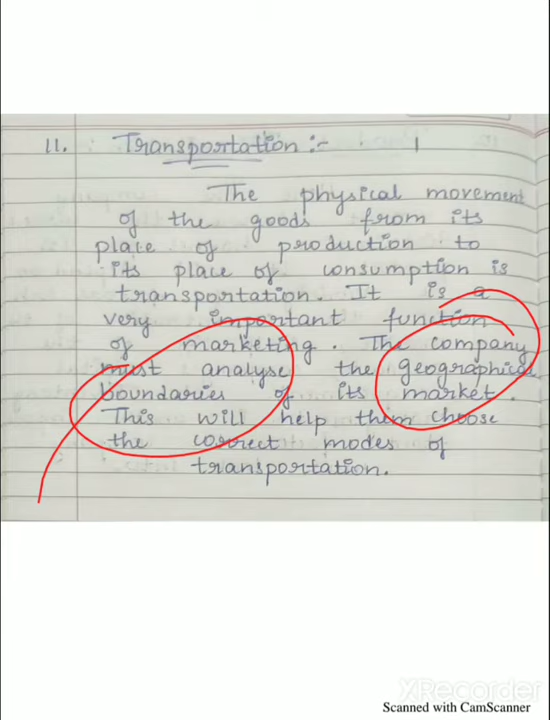 11. Transportation :- 1
The physical movement
of the goods from its
place of production to
its place of consumption is
transportation. It is a
very important function
of marketing. The company
must analyse the geographical
boundaries of its market.
This will help them choose
the correct modes of
transportation.
XRecorder
Scanned with CamScanner